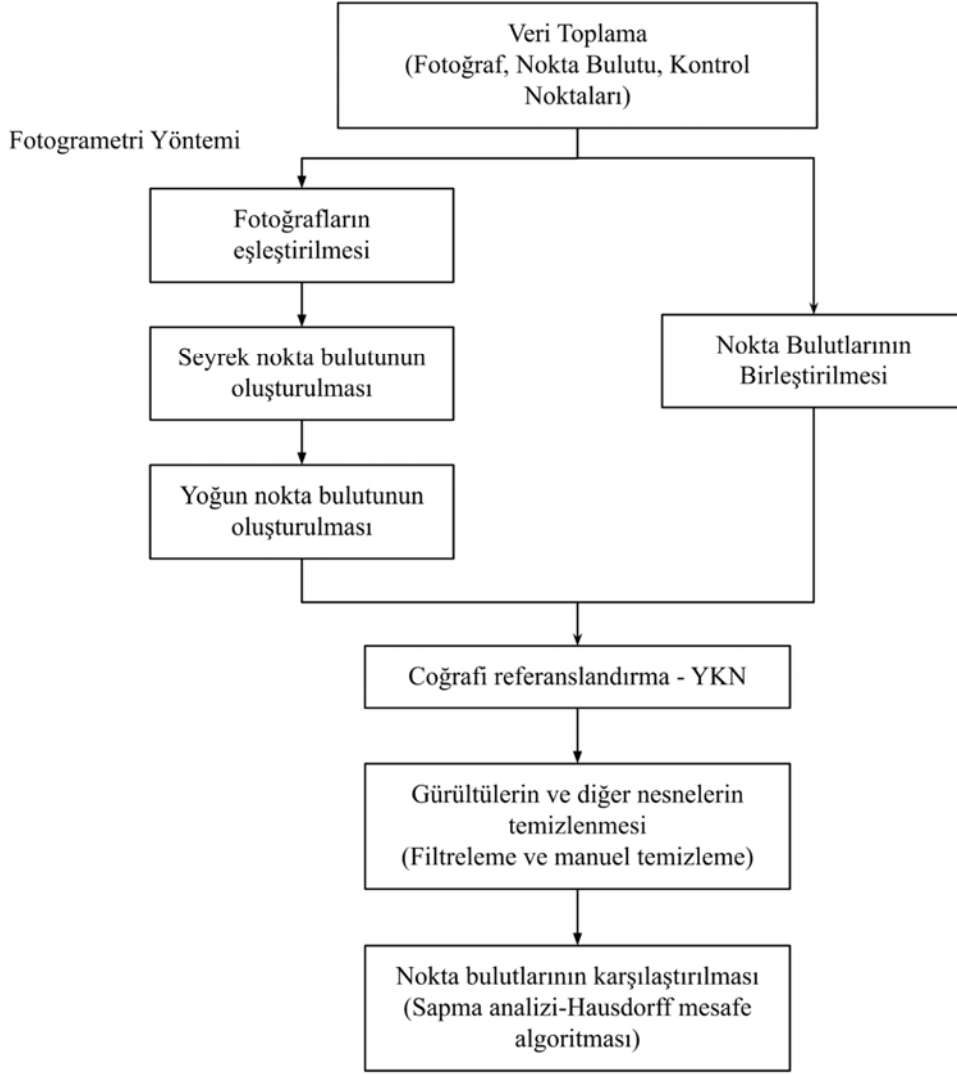 Veri Toplama
(Fotoğraf, Nokta Bulutu, Kontrol
Noktaları)
Fotogrametri Yöntemi
Fotoğrafların
eşleştirilmesi
Seyrek nokta bulutunun
oluşturulması
Nokta Bulutlarının
Birleştirilmesi
Yoğun nokta bulutunun
oluşturulması
Coğrafi referanslandırma - YKN
Gürültülerin ve diğer nesnelerin
temizlenmesi
(Filtreleme ve manuel temizleme)
Nokta bulutlarının karşılaştırılması
(Sapma analizi-Hausdorff mesafe
algoritması)